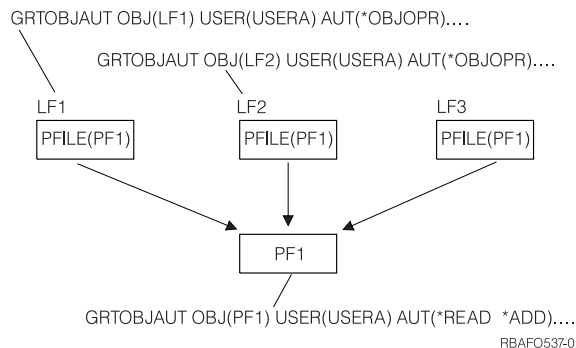 GRTOBJAUT OBJ(LF1) USER(USERA) AUT(*OBJOPR)....
GRTOBJAUT OBJ(LF2) USER(USERA) AUT(*OBJOPR)....
LF1 LF2 LF3
PFILE(PF1) PFILE(PF1) PFILE(PF1)
PF1
GRTOBJAUT OBJ(PF1) USER(USERA) AUT(*READ *ADD)....
RBAFO537-0